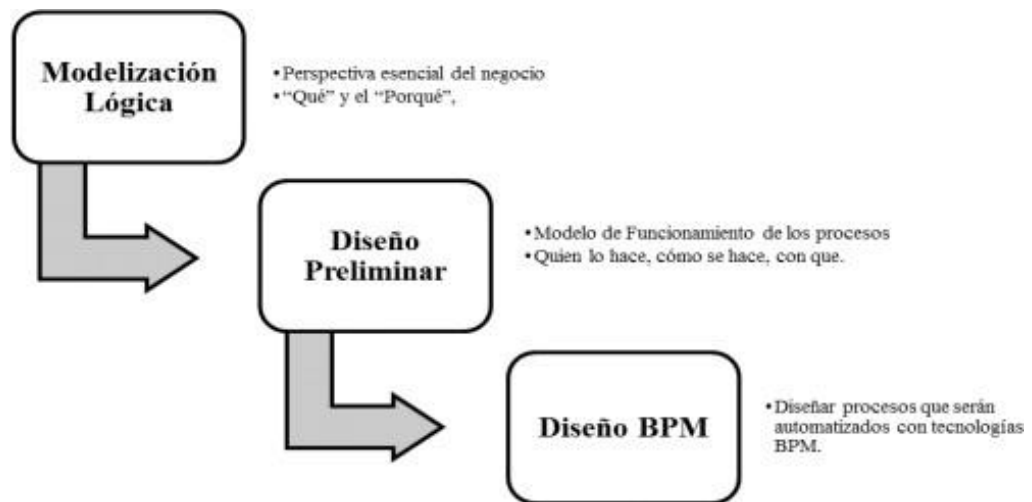 Modelización
Lógica
•Perspectiva esencial del negocio
•“Qué” y el “Porqué”,
Diseño
Preliminar
•Modelo de Funcionamiento de los procesos
•Quien lo hace, cómo se hace, con que.
Diseño BPM
•Diseñar procesos que serán
automatizados con tecnologías
BPM.